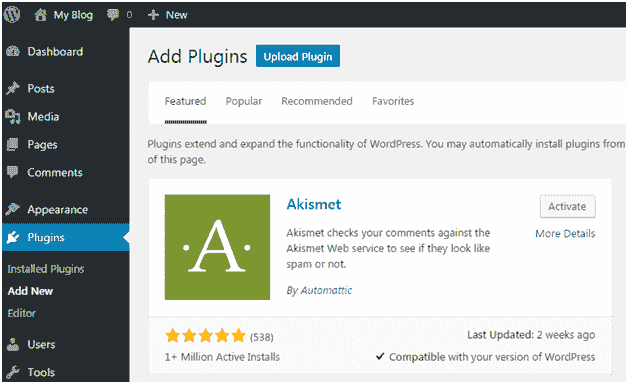 My Blog 0 New
Dashboard
Posts
Media
Pages
Comments
Appearance
Plugins
Installed Plugins
Add New
Editor
Users
Tools
Add Plugins Upload Plugin
Featured Popular Recommended Favorites
Plugins extend and expand the functionality of WordPress. You may automatically install plugins from
of this page.
A
Akismet
Activate
More Details
Akismet checks your comments against the
Akismet Web service to see if they look like
spam or not.
By Automattic
(538)
1+ Million Active Installs
Last Updated: 2 weeks ago
Compatible with your version of WordPress